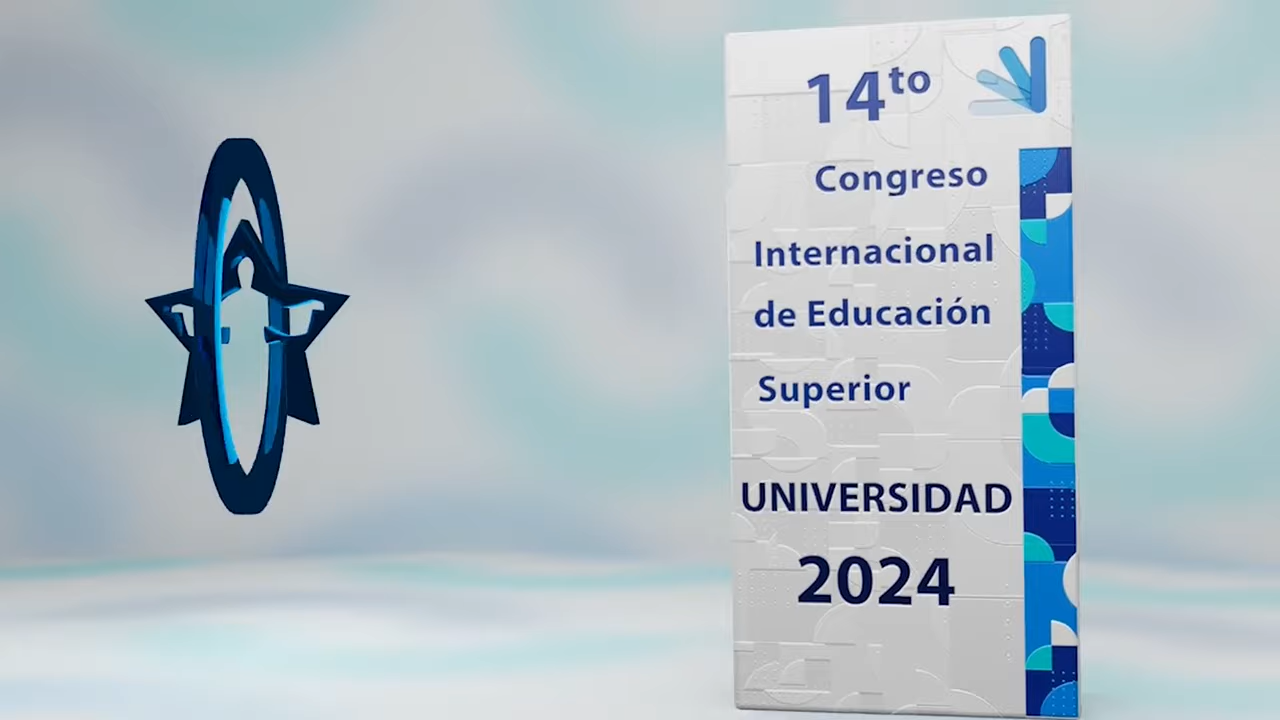 14to
Congreso
Internacional
de Educación
Superior
UNIVERSIDAD
2024